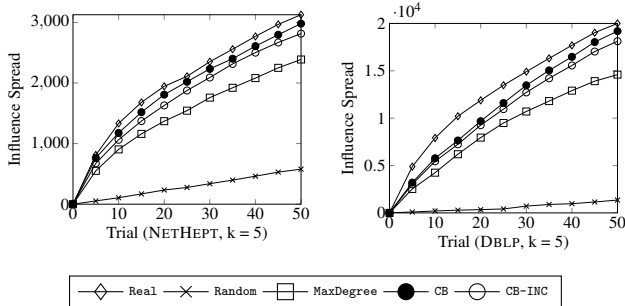 Influence Spread
3,000
2,000
1,000
0
0 10 20 30 40 50
Trial (NETHEPT, k = 5)
·10⁴
Influence Spread
2
1.5
1
0.5
0
0 10 20 30 40 50
Trial (DBLP, k = 5)
Real Random MaxDegree CB CB-INC